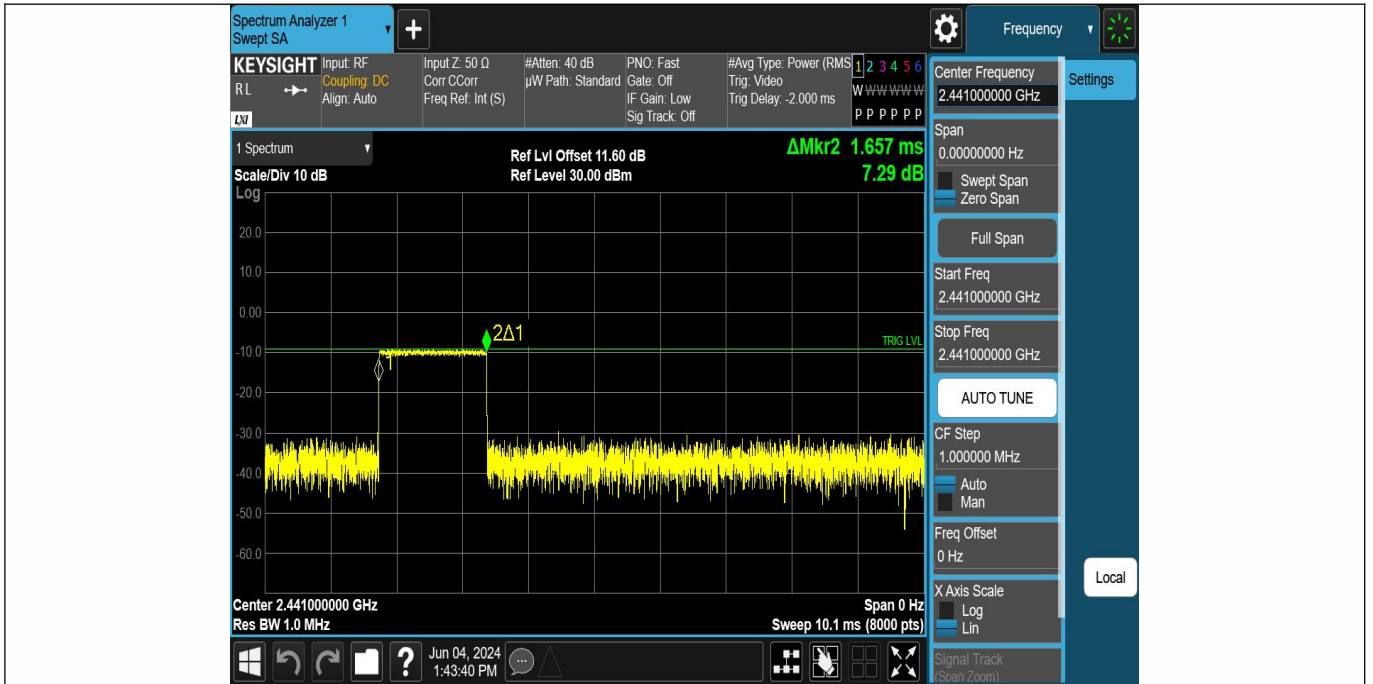 Spectrum Analyzer 1
Swept SA
+
Frequency
KEYSIGHT
RL
LXI
Input: RF
Coupling: DC
Align: Auto
Input Z: 50 Ω
Corr CCorr
Freq Ref: Int (S)
#Atten: 40 dB
µW Path: Standard
PNO: Fast
Gate: Off
IF Gain: Low
Sig Track: Off
#Avg Type: Power (RMS
Trig: Video
Trig Delay: -2.000 ms
1 2 3 4 5 6
W W W W W W
P P P P P P
1 Spectrum
Scale/Div 10 dB
Ref Lvl Offset 11.60 dB
Ref Level 30.00 dBm
ΔMkr2 1.657 ms
7.29 dB
Log
20.0
10.0
0.00
-10.0
-20.0
-30.0
-40.0
-50.0
-60.0
2Δ1
1
TRIG LVL
Center 2.441000000 GHz
Res BW 1.0 MHz
Span 0 Hz
Sweep 10.1 ms (8000 pts)
?
Jun 04, 2024
1:43:40 PM
Center Frequency
2.441000000 GHz
Settings
Span
0.00000000 Hz
Swept Span
Zero Span
Full Span
Start Freq
2.441000000 GHz
Stop Freq
2.441000000 GHz
AUTO TUNE
CF Step
1.000000 MHz
Auto
Man
Freq Offset
0 Hz
X Axis Scale
Log
Lin
Local
Signal Track
(Span Zoom)